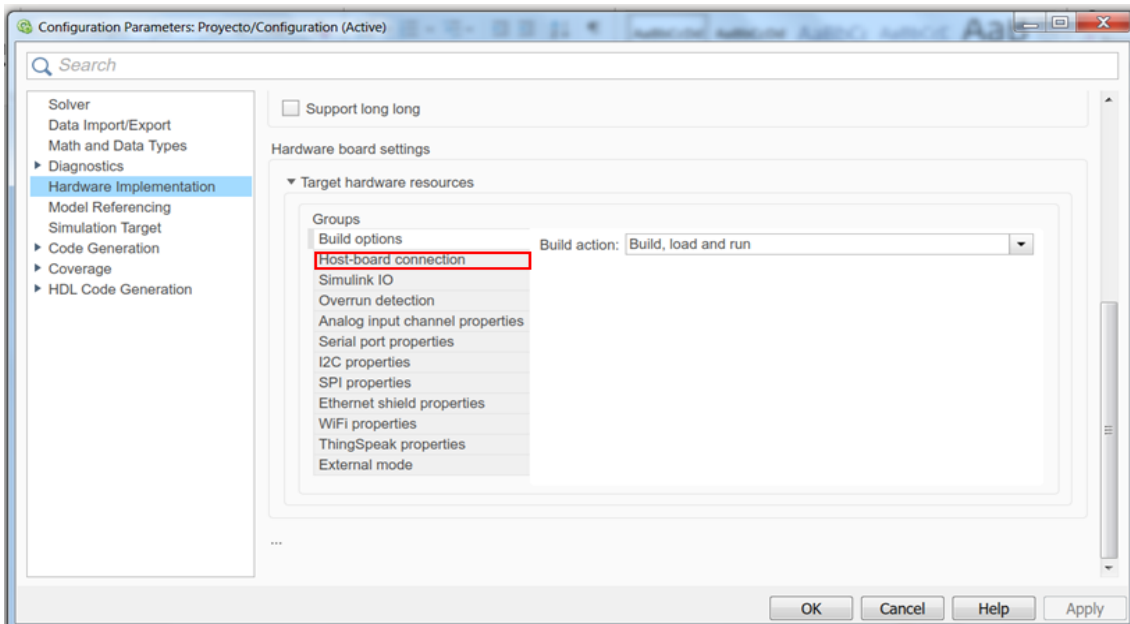 Configuration Parameters: Proyecto/Configuration (Active)
Search
Solver
Data Import/Export
Math and Data Types
Diagnostics
Hardware Implementation
Model Referencing
Simulation Target
Code Generation
Coverage
HDL Code Generation
Support long long
Hardware board settings
Target hardware resources
Groups
Build options
Host-board connection
Simulink IO
Overrun detection
Analog input channel properties
Serial port properties
I2C properties
SPI properties
Ethernet shield properties
WiFi properties
ThingSpeak properties
External mode
Build action: Build, load and run
...
OK Cancel Help Apply